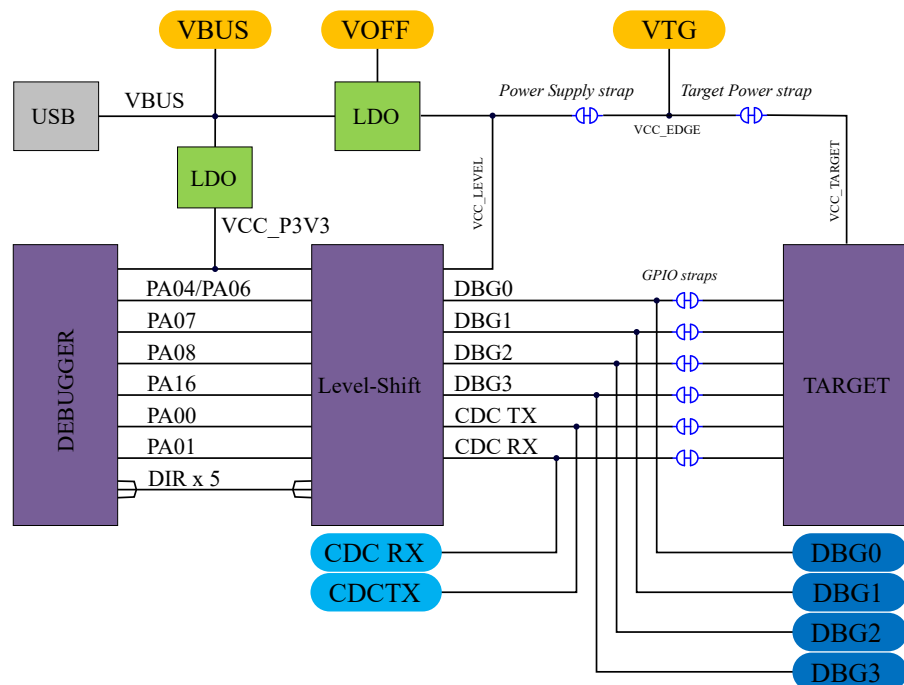 VBUS
VOFF
VTG
USB
VBUS
LDO
Power Supply strap
Target Power strap
VCC_EDGE
LDO
VCC_LEVEL
VCC_TARGET
VCC_P3V3
DEBUGGER
PA04/PA06
PA07
PA08
PA16
PA00
PA01
DIR x 5
Level-Shift
DBG0
DBG1
DBG2
DBG3
CDC TX
CDC RX
GPIO straps
TARGET
CDC RX
CDCTX
DBG0
DBG1
DBG2
DBG3